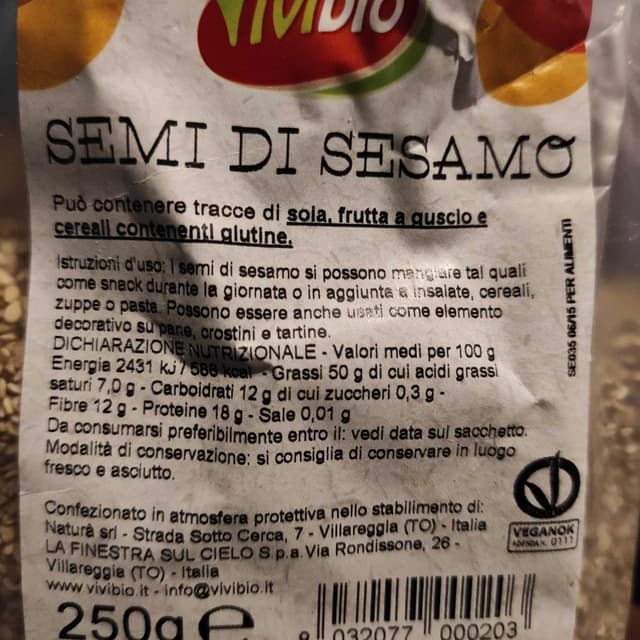 Vivibio
SEMI DI SESAMO
Può contenere tracce di soia, frutta a guscio e
cereali contenenti glutine.
Istruzioni d'uso: I semi di sesamo si possono mangiare tal quali
come snack durante la giornata o in aggiunta a insalate, cereali,
zuppe o pasta. Possono essere anche usati come elemento
decorativo su pane, crostini e tartine.
DICHIARAZIONE NUTRIZIONALE - Valori medi per 100 g
Energia 2431 kJ / 588 kcal - Grassi 50 g di cui acidi grassi
saturi 7,0 g - Carboidrati 12 g di cui zuccheri 0,3 g -
Fibre 12 g - Proteine 18 g - Sale 0,01 g
Da consumarsi preferibilmente entro il: vedi data sul sacchetto.
Modalità di conservazione: si consiglia di conservare in luogo
fresco e asciutto.
SE035 06/15 PER ALIMENTI
Confezionato in atmosfera protettiva nello stabilimento di:
Naturà srl - Strada Sotto Cerca, 7 - Villareggia (TO) - Italia
LA FINESTRA SUL CIELO S.p.a. Via Rondissone, 26 -
Villareggia (TO) - Italia
www.vivibio.it - info@vivibio.it
VEGANOK
AZIENDA N. 0111
250g e
032077 000203